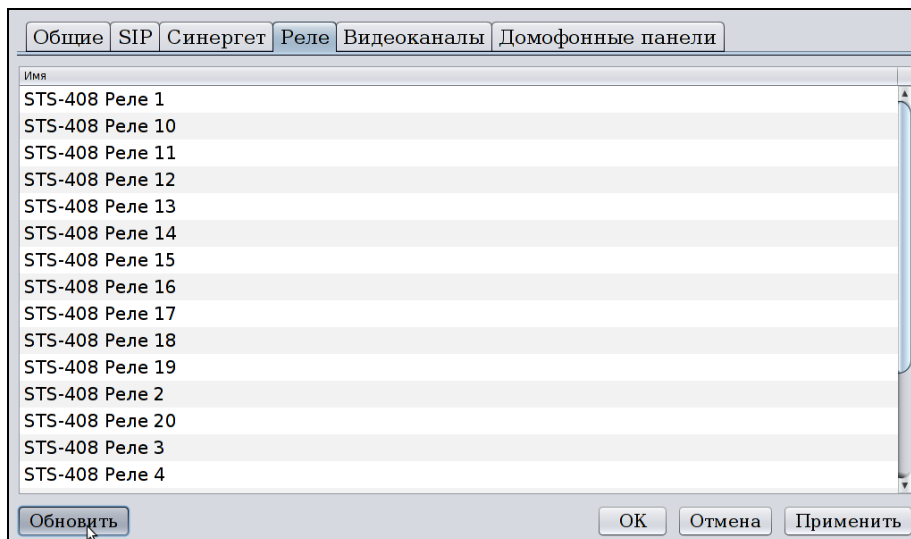 Общие SIP Синергет Реле Видеоканалы Домофонные панели
Имя
STS-408 Реле 1
STS-408 Реле 10
STS-408 Реле 11
STS-408 Реле 12
STS-408 Реле 13
STS-408 Реле 14
STS-408 Реле 15
STS-408 Реле 16
STS-408 Реле 17
STS-408 Реле 18
STS-408 Реле 19
STS-408 Реле 2
STS-408 Реле 20
STS-408 Реле 3
STS-408 Реле 4
Обновить OK Отмена Применить